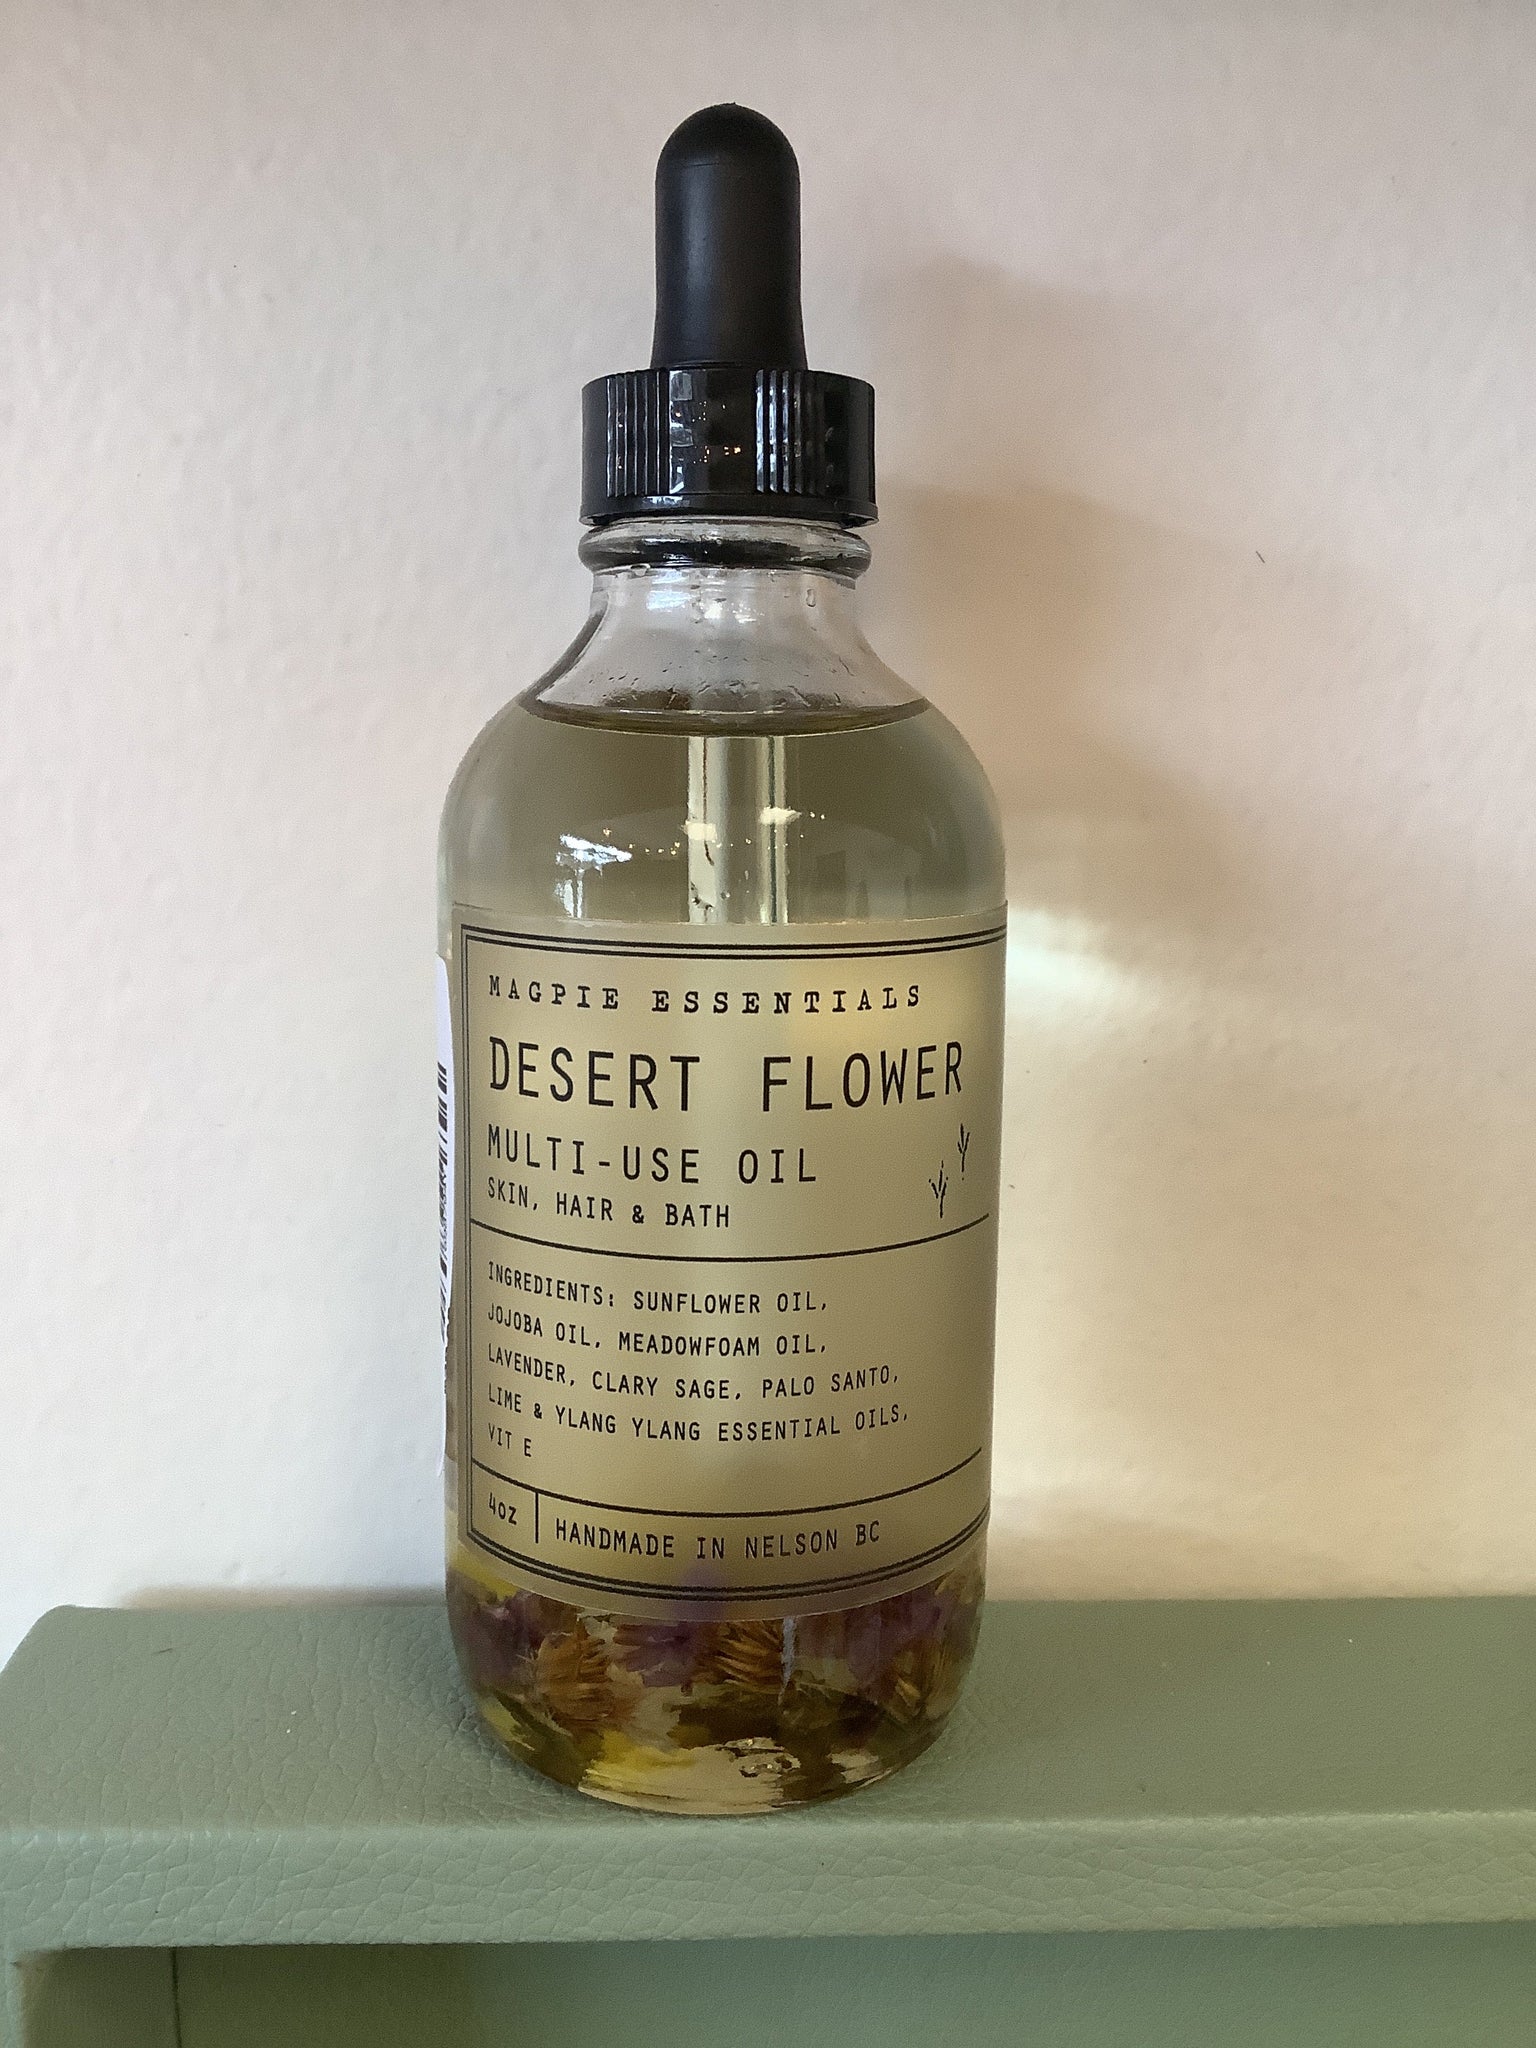 MAGPIE ESSENTIALS
DESERT FLOWER
MULTI-USE OIL
SKIN, HAIR & BATH
INGREDIENTS: SUNFLOWER OIL,
JOJOBA OIL, MEADOWFOAM OIL,
LAVENDER, CLARY SAGE, PALO SANTO,
LIME & YLANG YLANG ESSENTIAL OILS,
VIT E
4oz
HANDMADE IN NELSON BC